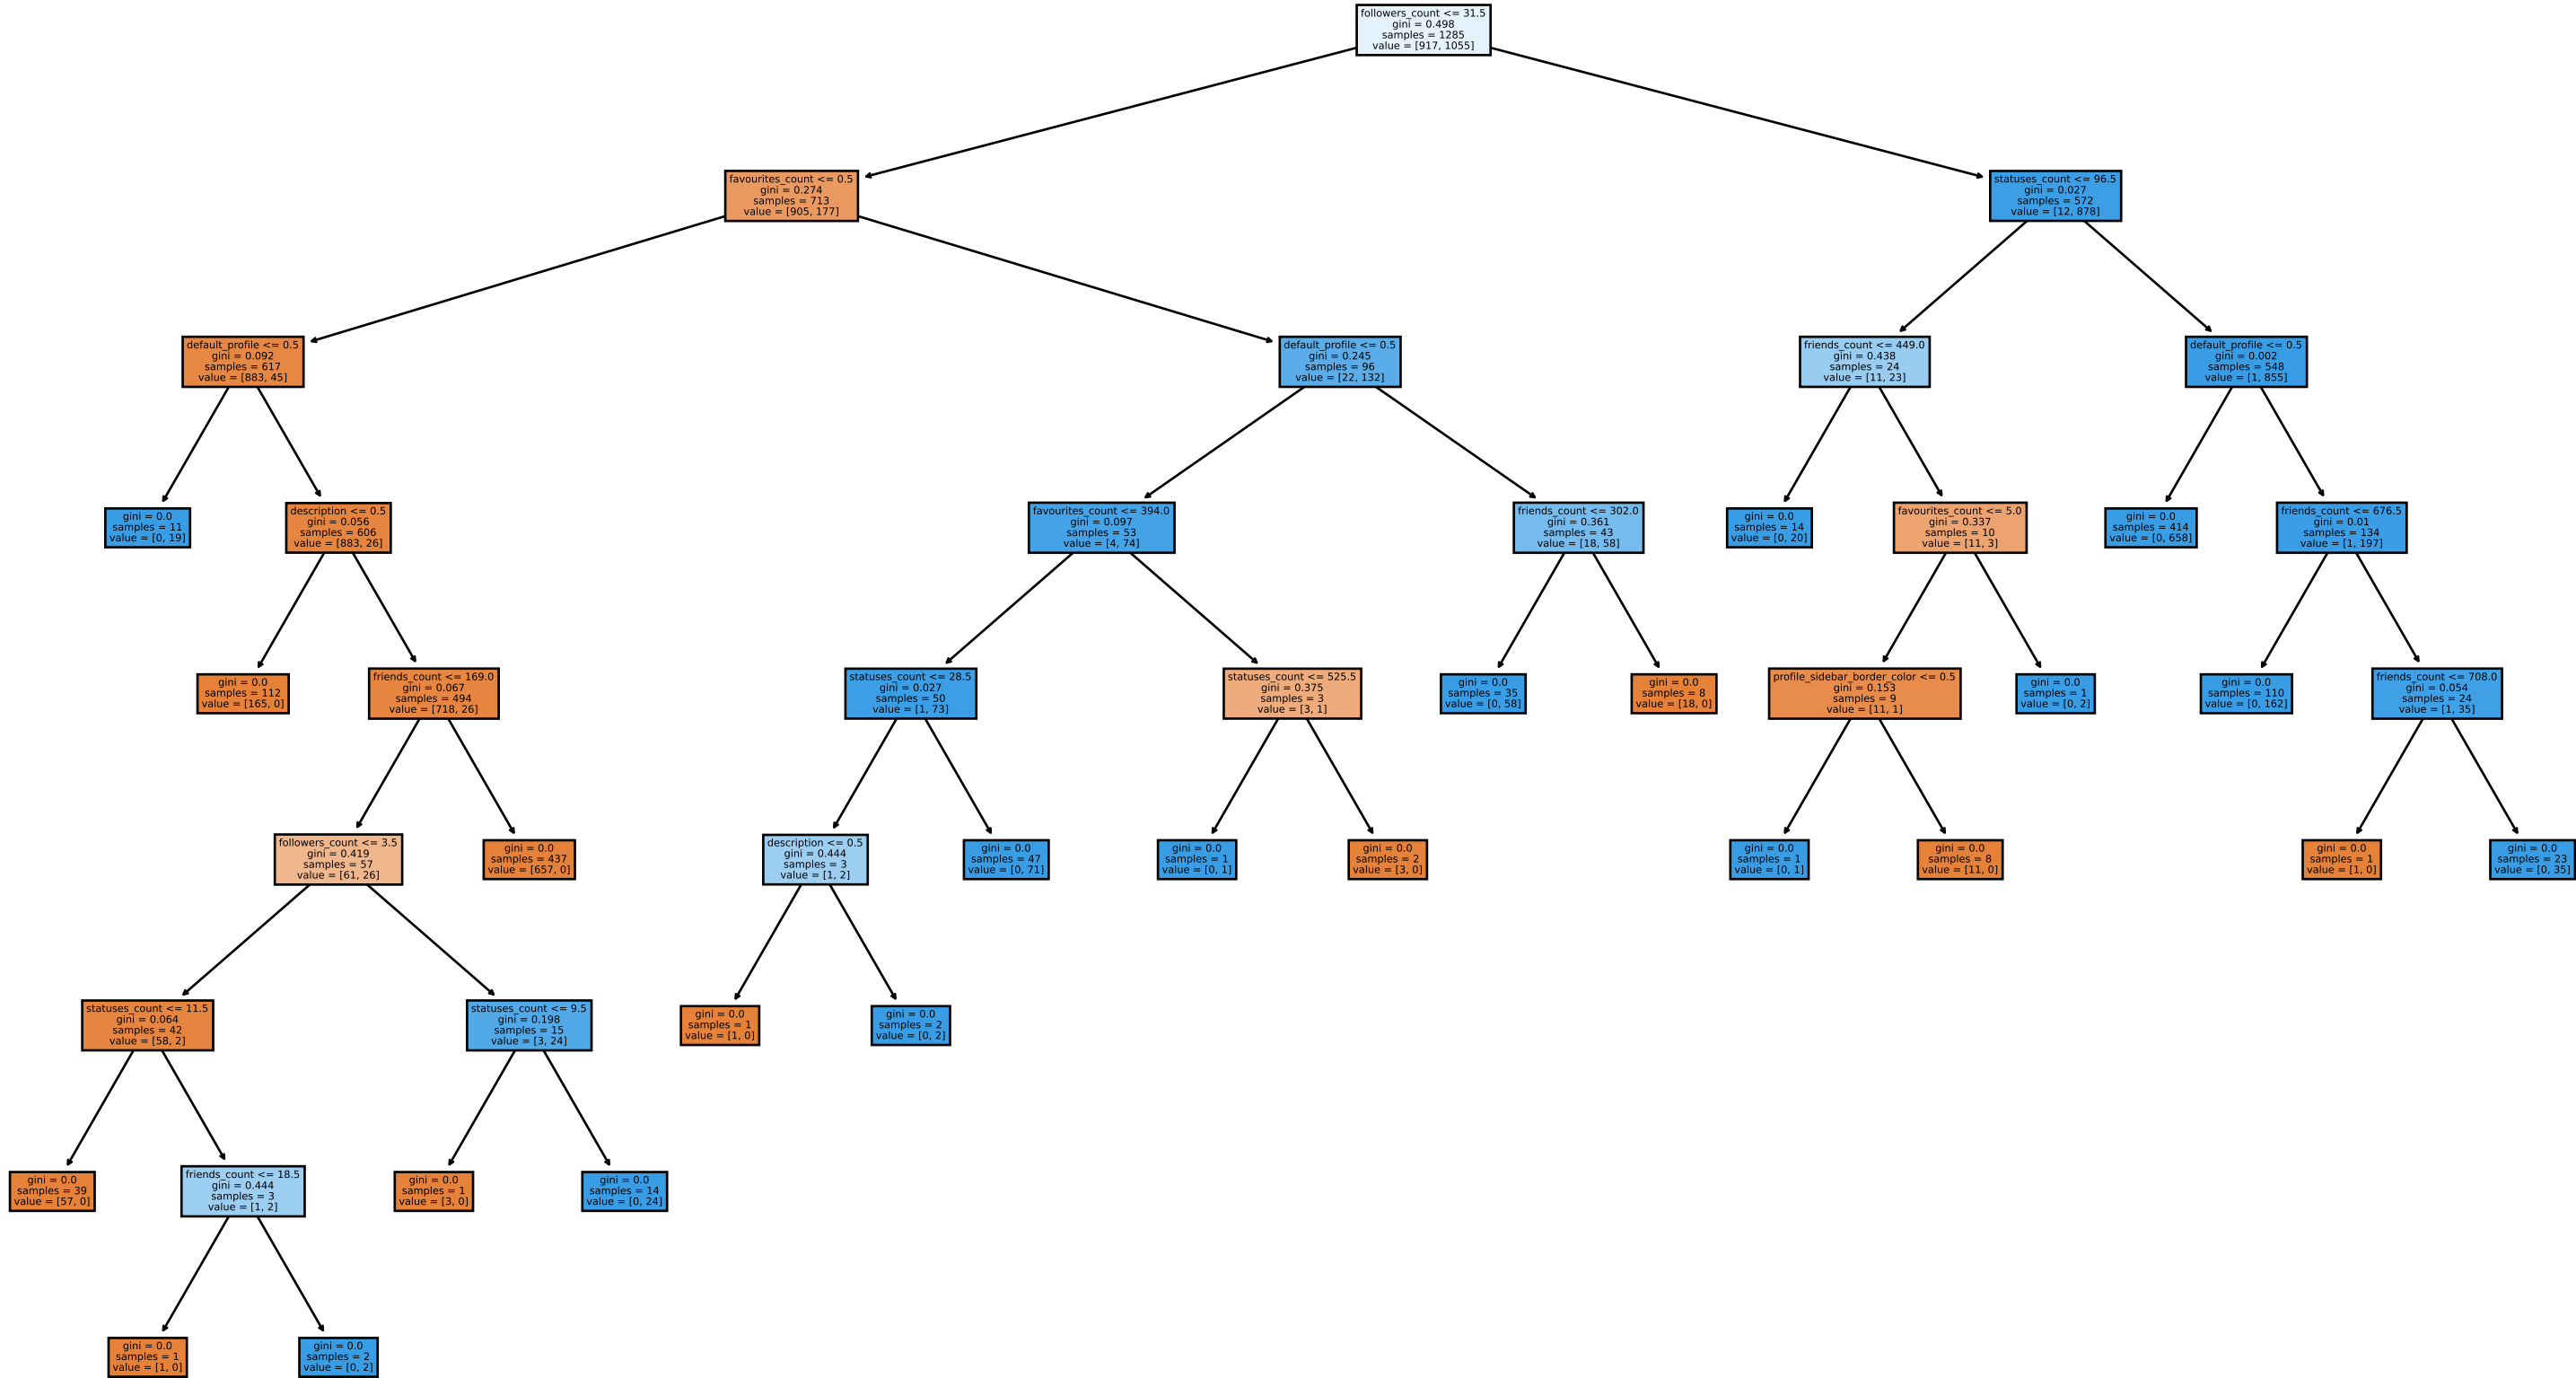 followers_count <= 31.5
gini = 0.498
samples = 1285
value = [917, 1055]
favourites_count <= 0.5
gini = 0.274
samples = 713
value = [905, 177]
statuses_count <= 96.5
gini = 0.027
samples = 572
value = [12, 878]
default_profile <= 0.5
gini = 0.092
samples = 617
value = [883, 45]
default_profile <= 0.5
gini = 0.245
samples = 96
value = [22, 132]
friends_count <= 449.0
gini = 0.438
samples = 24
value = [11, 23]
default_profile <= 0.5
gini = 0.002
samples = 548
value = [1, 855]
gini = 0.0
samples = 11
value = [0, 19]
description <= 0.5
gini = 0.056
samples = 606
value = [883, 26]
favourites_count <= 394.0
gini = 0.097
samples = 53
value = [4, 74]
friends_count <= 302.0
gini = 0.361
samples = 43
value = [18, 58]
gini = 0.0
samples = 14
value = [0, 20]
favourites_count <= 5.0
gini = 0.337
samples = 10
value = [11, 3]
gini = 0.0
samples = 414
value = [0, 658]
friends_count <= 676.5
gini = 0.01
samples = 134
value = [1, 197]
gini = 0.0
samples = 112
value = [165, 0]
friends_count <= 169.0
gini = 0.067
samples = 494
value = [718, 26]
statuses_count <= 28.5
gini = 0.027
samples = 50
value = [1, 73]
statuses_count <= 525.5
gini = 0.375
samples = 3
value = [3, 1]
gini = 0.0
samples = 35
value = [0, 58]
gini = 0.0
samples = 8
value = [18, 0]
profile_sidebar_border_color <= 0.5
gini = 0.153
samples = 9
value = [11, 1]
gini = 0.0
samples = 1
value = [0, 2]
gini = 0.0
samples = 110
value = [0, 162]
friends_count <= 708.0
gini = 0.054
samples = 24
value = [1, 35]
followers_count <= 3.5
gini = 0.419
samples = 57
value = [61, 26]
gini = 0.0
samples = 437
value = [657, 0]
description <= 0.5
gini = 0.444
samples = 3
value = [1, 2]
gini = 0.0
samples = 47
value = [0, 71]
gini = 0.0
samples = 1
value = [0, 1]
gini = 0.0
samples = 2
value = [3, 0]
gini = 0.0
samples = 1
value = [0, 1]
gini = 0.0
samples = 8
value = [11, 0]
gini = 0.0
samples = 1
value = [1, 0]
gini = 0.0
samples = 23
value = [0, 35]
statuses_count <= 11.5
gini = 0.064
samples = 42
value = [58, 2]
statuses_count <= 9.5
gini = 0.198
samples = 15
value = [3, 24]
gini = 0.0
samples = 1
value = [1, 0]
gini = 0.0
samples = 2
value = [0, 2]
gini = 0.0
samples = 39
value = [57, 0]
friends_count <= 18.5
gini = 0.444
samples = 3
value = [1, 2]
gini = 0.0
samples = 1
value = [3, 0]
gini = 0.0
samples = 14
value = [0, 24]
gini = 0.0
samples = 1
value = [1, 0]
gini = 0.0
samples = 2
value = [0, 2]